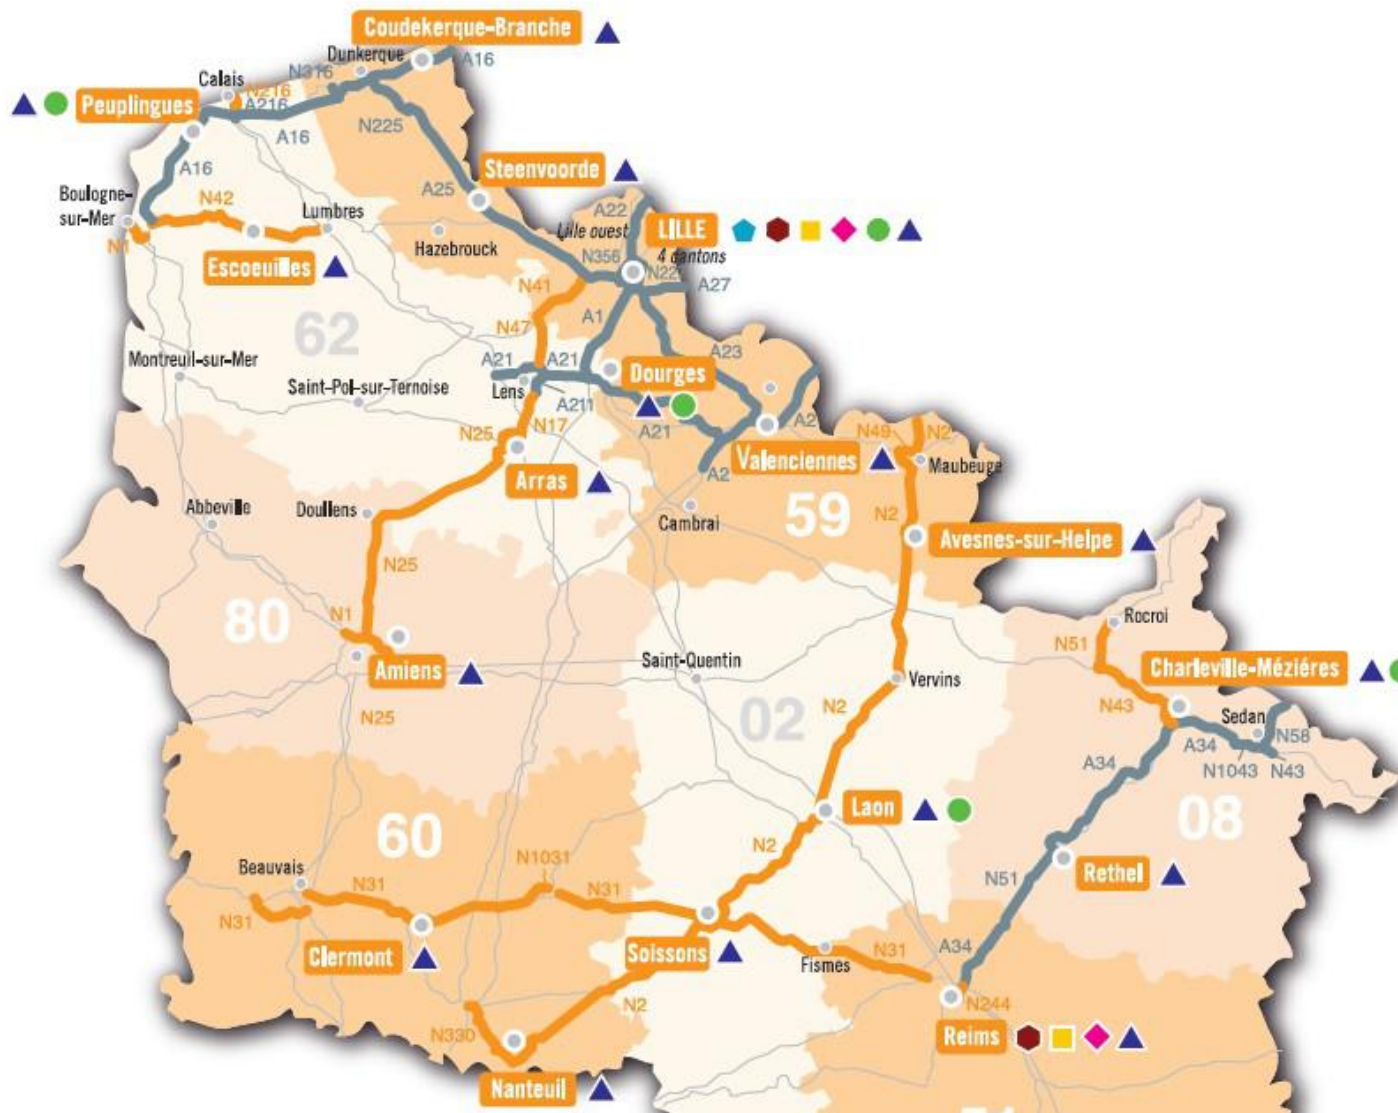 Coudekerque-Branche
Dunkerque
A16
N316
Calais
N216
A216
Peuplingues
A16
N225
A16
Steenvoorde
A25
Boulogne-
sur-Mer
N42
Lumbres
A22
Lille ouest
LILLE
N1
Hazebrouck
N356
4 cantons
N22
Escoeuilles
A27
N41
62
N47
A1
A23
Montreuil-sur-Mer
A21
A21
Dourges
Saint-Pol-sur-Ternoise
Lens
A211
N25
N17
A21
A2
N49
N2
Valenciennes
Maubeuge
A2
Arras
Abbeville
Doullens
Cambrai
59
N2
Avesnes-sur-Helpe
N25
80
N1
Rocroi
N51
Amiens
Saint-Quentin
Charleville-Méziéres
Vervins
N25
02
N2
N43
Sedan
N58
A34
A34
N1043
N43
60
Laon
08
N2
Beauvais
N1031
N31
N31
N51
Rethel
N31
Clermont
Soissons
Fismes
N31
A34
N2
N244
N330
Reims
Nanteuil